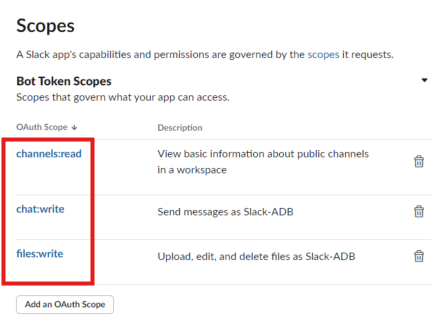 Scopes
A Slack app's capabilities and permissions are governed by the scopes it requests.
Bot Token Scopes
Scopes that govern what your app can access.
OAuth Scope ↓ Description
channels:read View basic information about public channels
in a workspace
chat:write Send messages as Slack-ADB
files:write Upload, edit, and delete files as Slack-ADB
Add an OAuth Scope